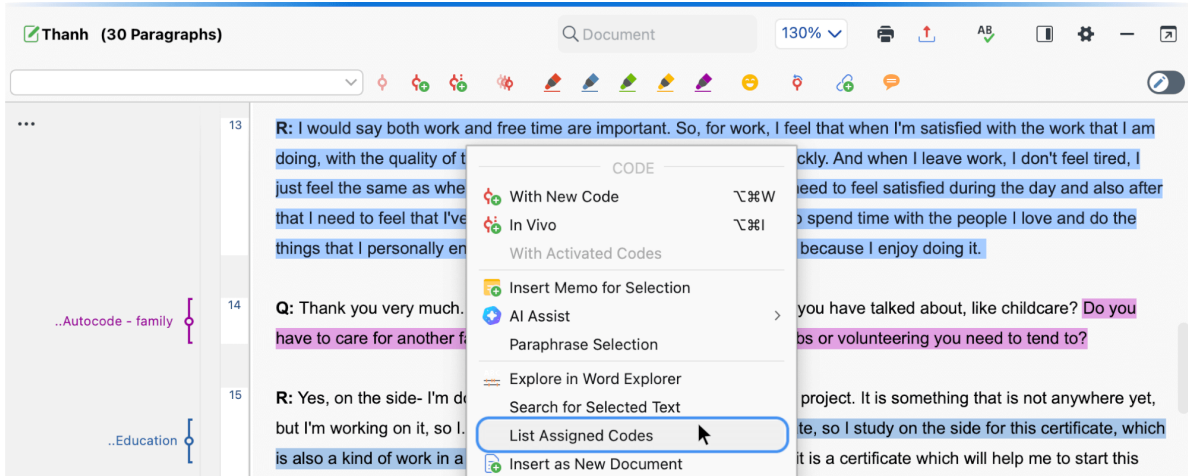 Thanh (30 Paragraphs)
Document
130%
AB
13
R: I would say both work and free time are important. So, for work, I feel that when I'm satisfied with the work that I am
doing, with the quality of t
ckly. And when I leave work, I don't feel tired, I
just feel the same as whe
eed to feel satisfied during the day and also after
that I need to feel that I've
o spend time with the people I love and do the
things that I personally en
because I enjoy doing it.
CODE
With New Code ⌥⌘W
In Vivo ⌥⌘I
With Activated Codes
Insert Memo for Selection
AI Assist
Paraphrase Selection
Explore in Word Explorer
Search for Selected Text
List Assigned Codes
Insert as New Document
..Autocode - family
14
Q: Thank you very much.
you have talked about, like childcare? Do you
have to care for another fa
bs or volunteering you need to tend to?
15
R: Yes, on the side- I'm do
project. It is something that is not anywhere yet,
but I'm working on it, so I.
te, so I study on the side for this certificate, which
..Education
is also a kind of work in a
it is a certificate which will help me to start this